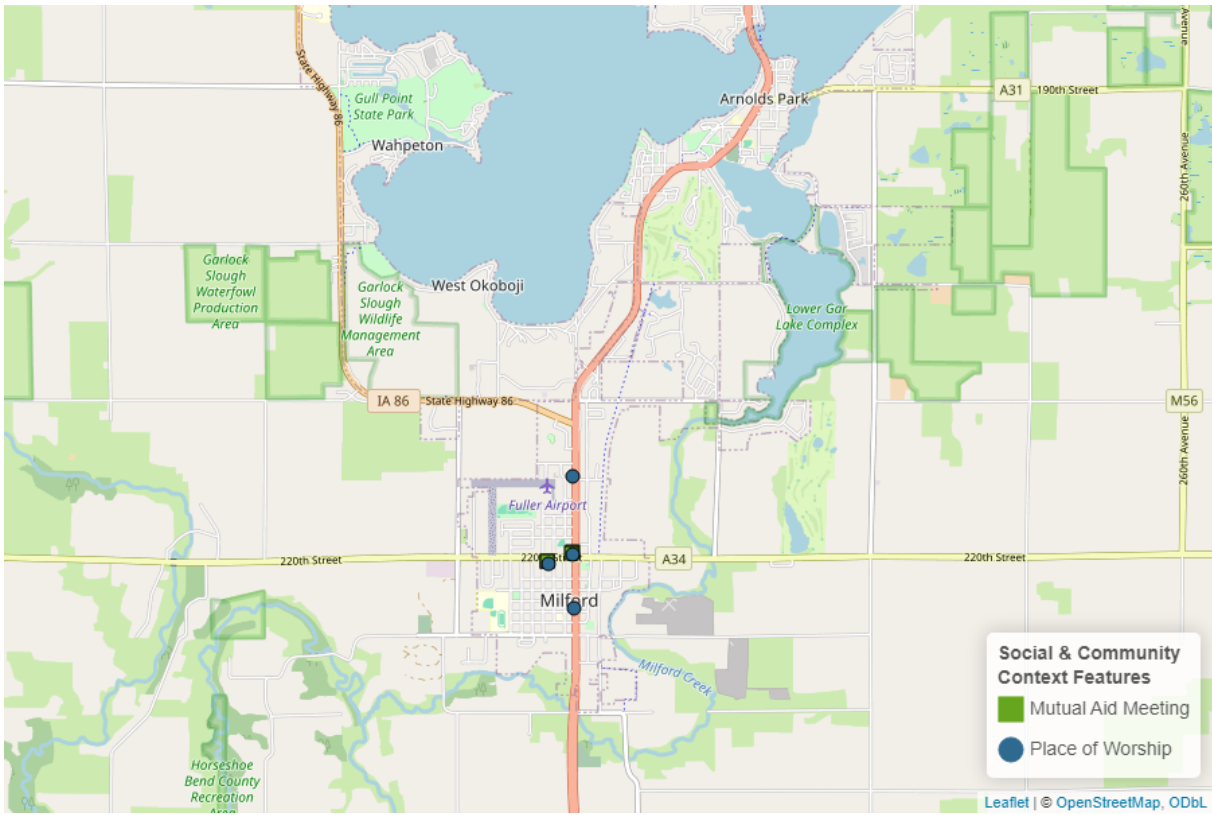 State Highway 86
Gull Point
State Park
Wahpeton
Arnolds Park
A31
190th Street
Avenue
260th Avenue
Garlock
Slough
Waterfowl
Production
Area
Garlock
Slough
Wildlife
Management
Area
West Okoboji
Lower Gar
Lake Complex
IA 86
State Highway 86
M56
260th Avenue
Fuller Airport
220th Street
A34
220th Street
Milford
Milford Creek
Horseshoe
Bend County
Recreation
Area
Social & Community
Context Features
Mutual Aid Meeting
Place of Worship
Leaflet | © OpenStreetMap, ODbL